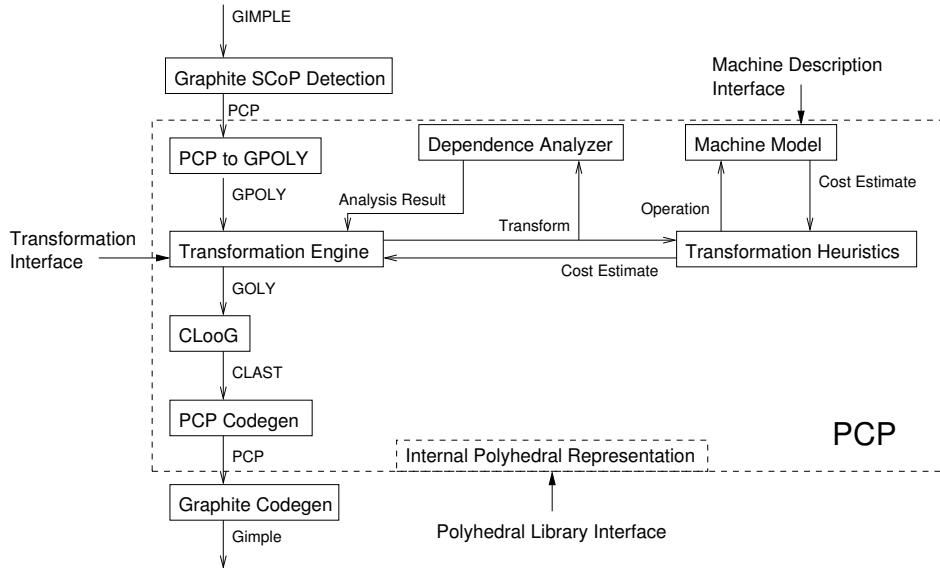 GIMPLE
Graphite SCoP Detection
Machine Description
Interface
PCP
PCP to GPOLY
Dependence Analyzer
Machine Model
GPOLY
Analysis Result
Cost Estimate
Operation
Transform
Transformation
Interface
Transformation Engine
Transformation Heuristics
Cost Estimate
GOLY
CLooG
CLAST
PCP Codegen
PCP
PCP
Internal Polyhedral Representation
Graphite Codegen
Gimple
Polyhedral Library Interface